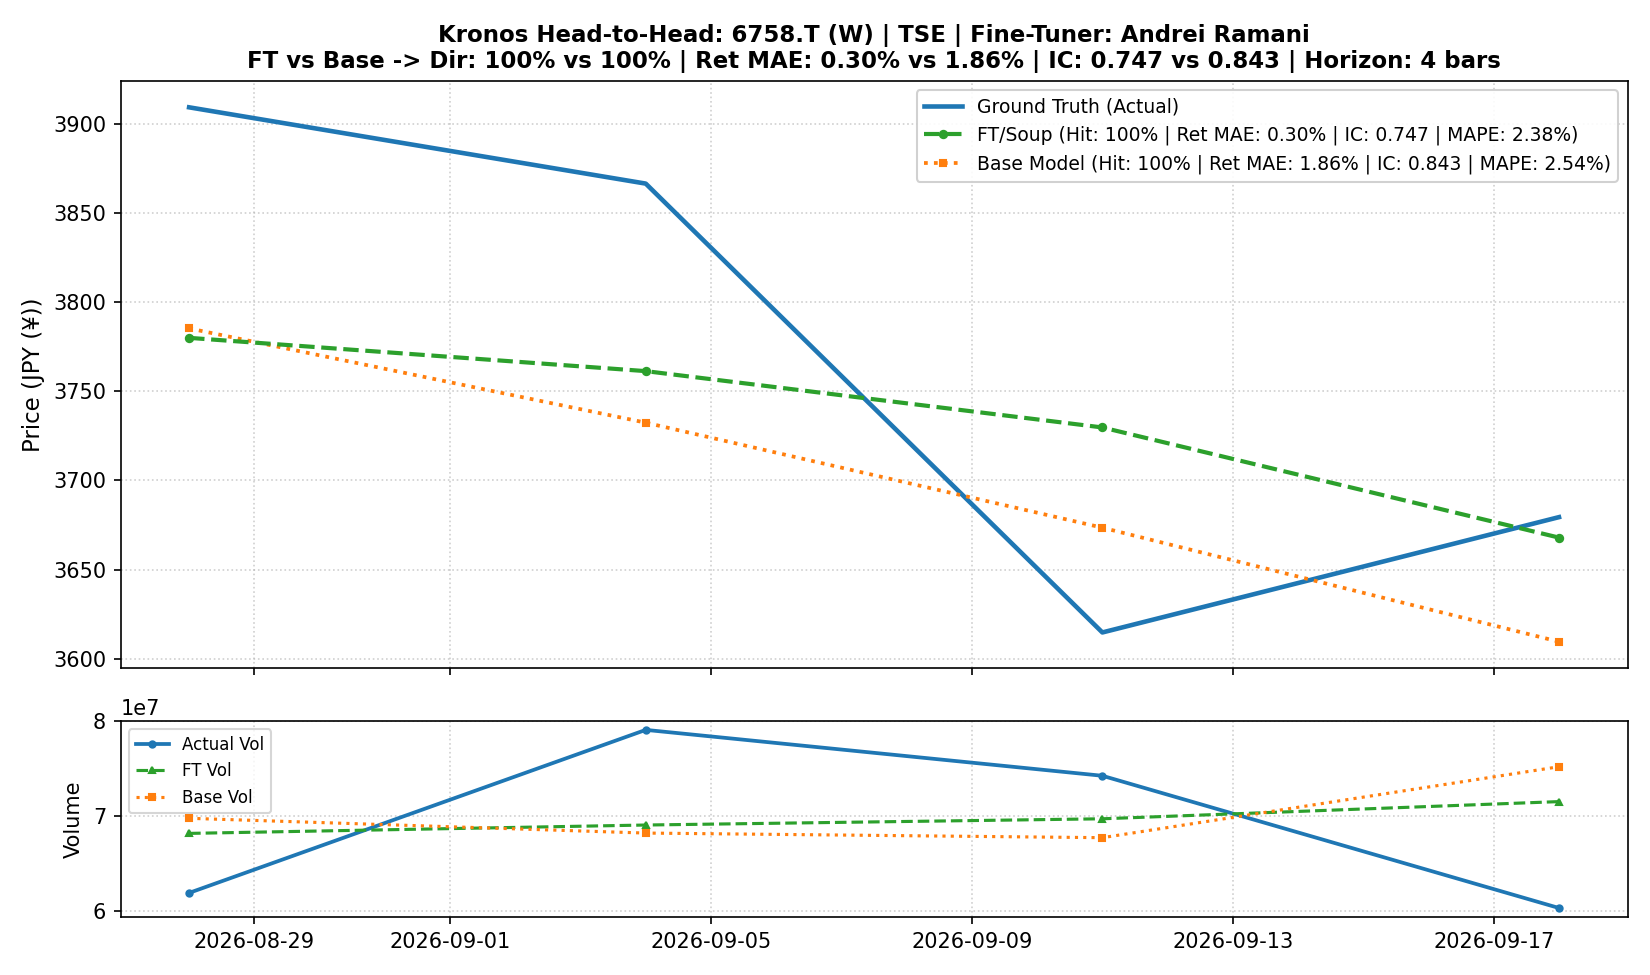 Kronos Head-to-Head: 6758.T (W) | TSE | Fine-Tuner: Andrei Ramani
FT vs Base -> Dir: 100% vs 100% | Ret MAE: 0.30% vs 1.86% | IC: 0.747 vs 0.843 | Horizon: 4 bars
Ground Truth (Actual)
FT/Soup (Hit: 100% | Ret MAE: 0.30% | IC: 0.747 | MAPE: 2.38%)
Base Model (Hit: 100% | Ret MAE: 1.86% | IC: 0.843 | MAPE: 2.54%)
Price (JPY (¥))
3900
3850
3800
3750
3700
3650
3600
1e7
Actual Vol
FT Vol
Base Vol
Volume
8
7
6
2026-08-29
2026-09-01
2026-09-05
2026-09-09
2026-09-13
2026-09-17